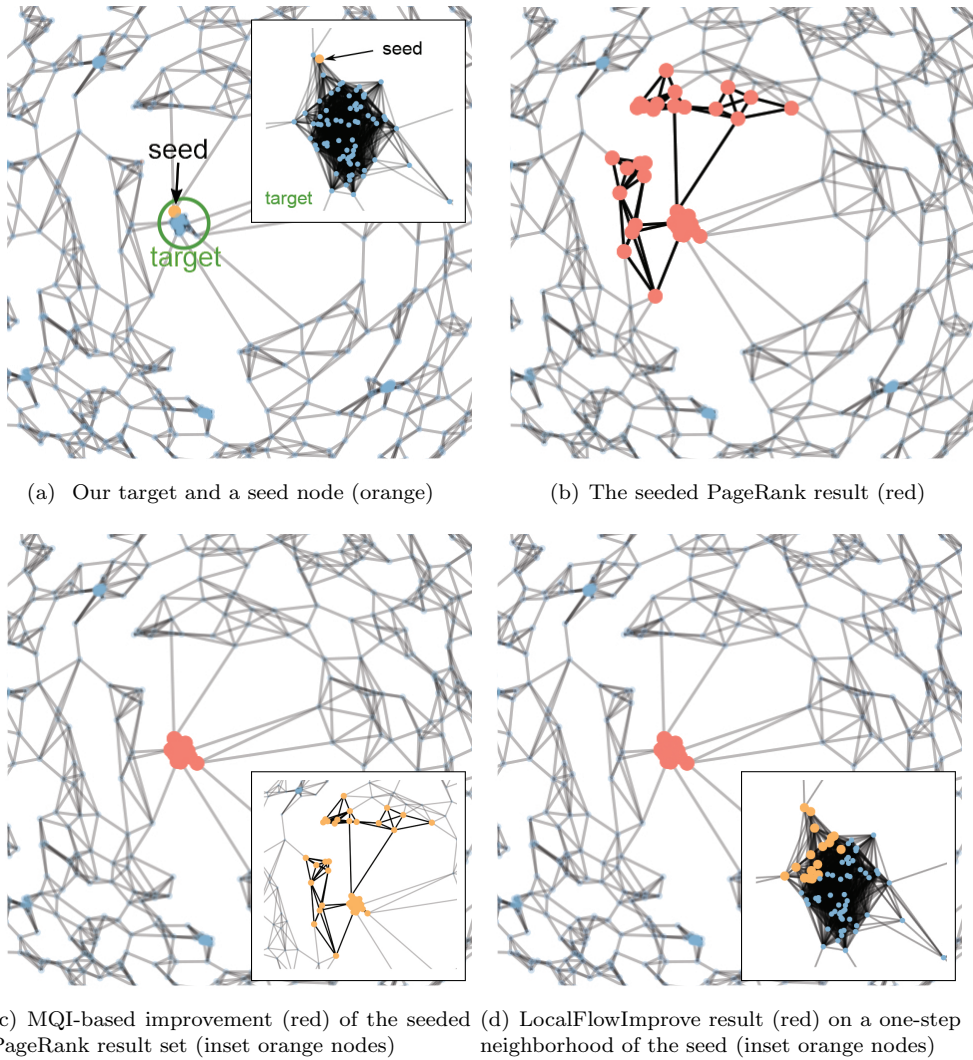 seed
seed
target
target
(a) Our target and a seed node (orange)
(b) The seeded PageRank result (red)
c) MQI-based improvement (red) of the seeded
PageRank result set (inset orange nodes)
(d) LocalFlowImprove result (red) on a one-step
neighborhood of the seed (inset orange nodes)